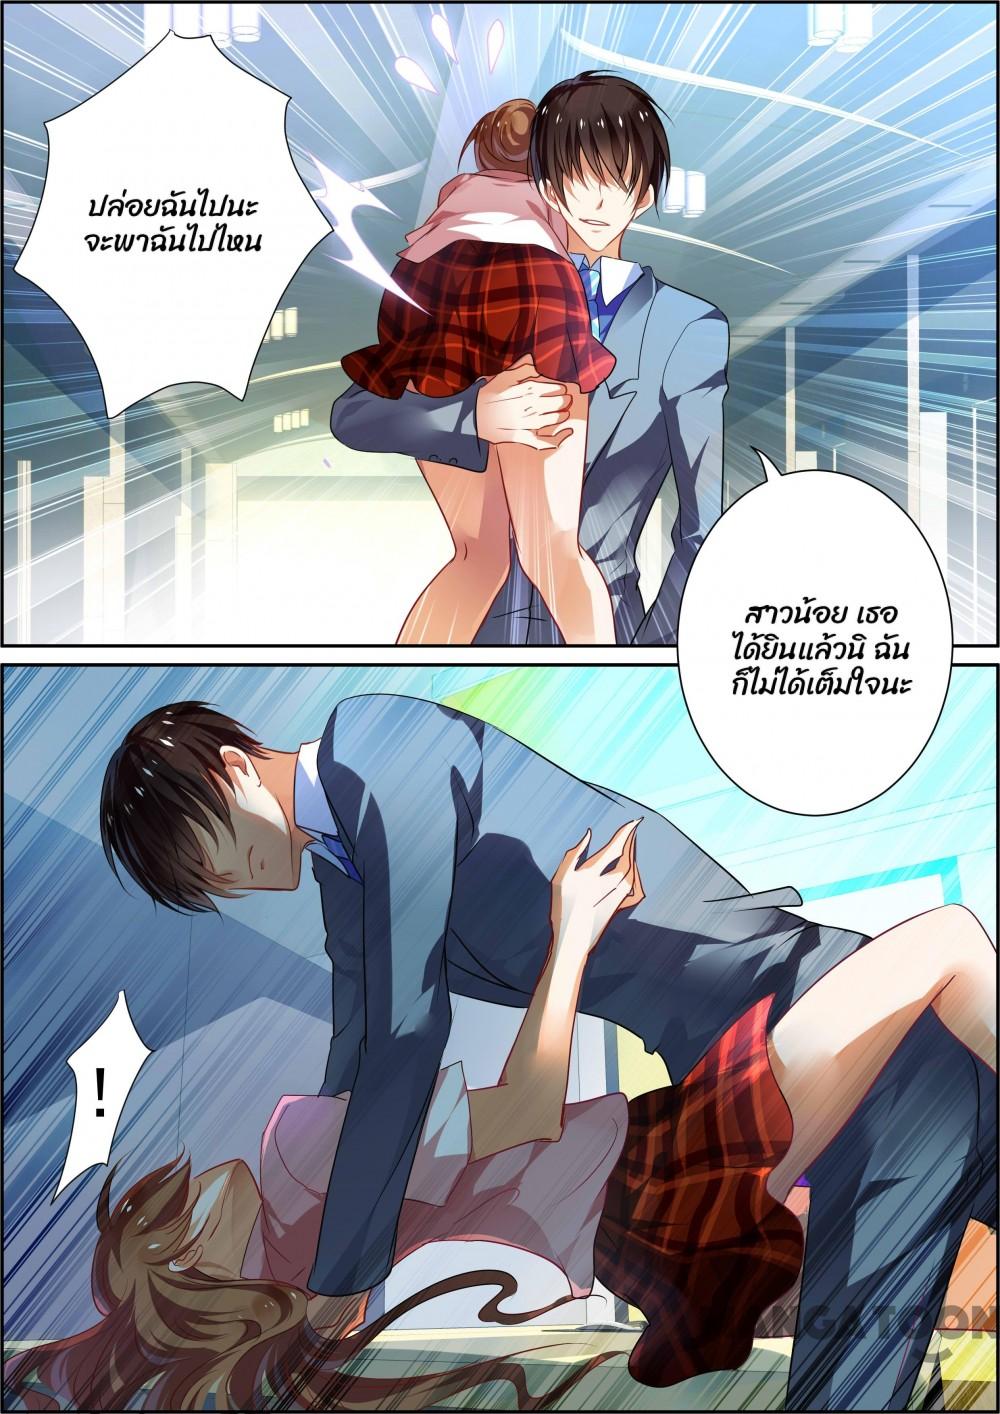 ปล่อยฉันไปนะ
จะพาฉันไปไหน
สาวน้อย เธอ
ได้ยินแล้วนิ ฉัน
ก็ไม่ได้เต็มใจนะ
!
MANGATOON